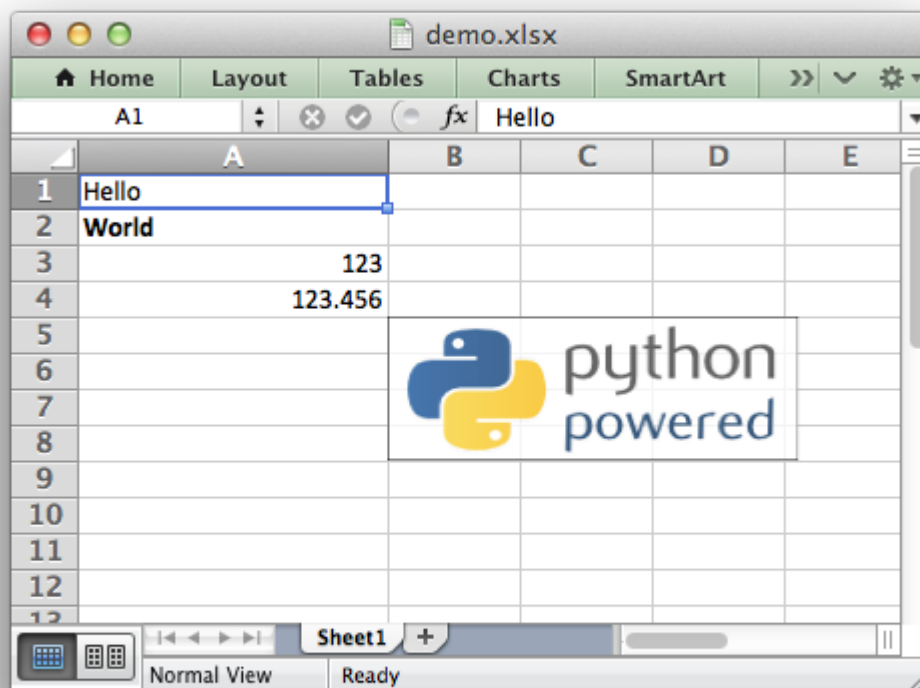 demo.xlsx
Home Layout Tables Charts SmartArt
A1 fx Hello
A B C D E
1 Hello
2 World
3 123
4 123.456
5
6
7
8
python
powered
9
10
11
12
13
Sheet1
Normal View Ready